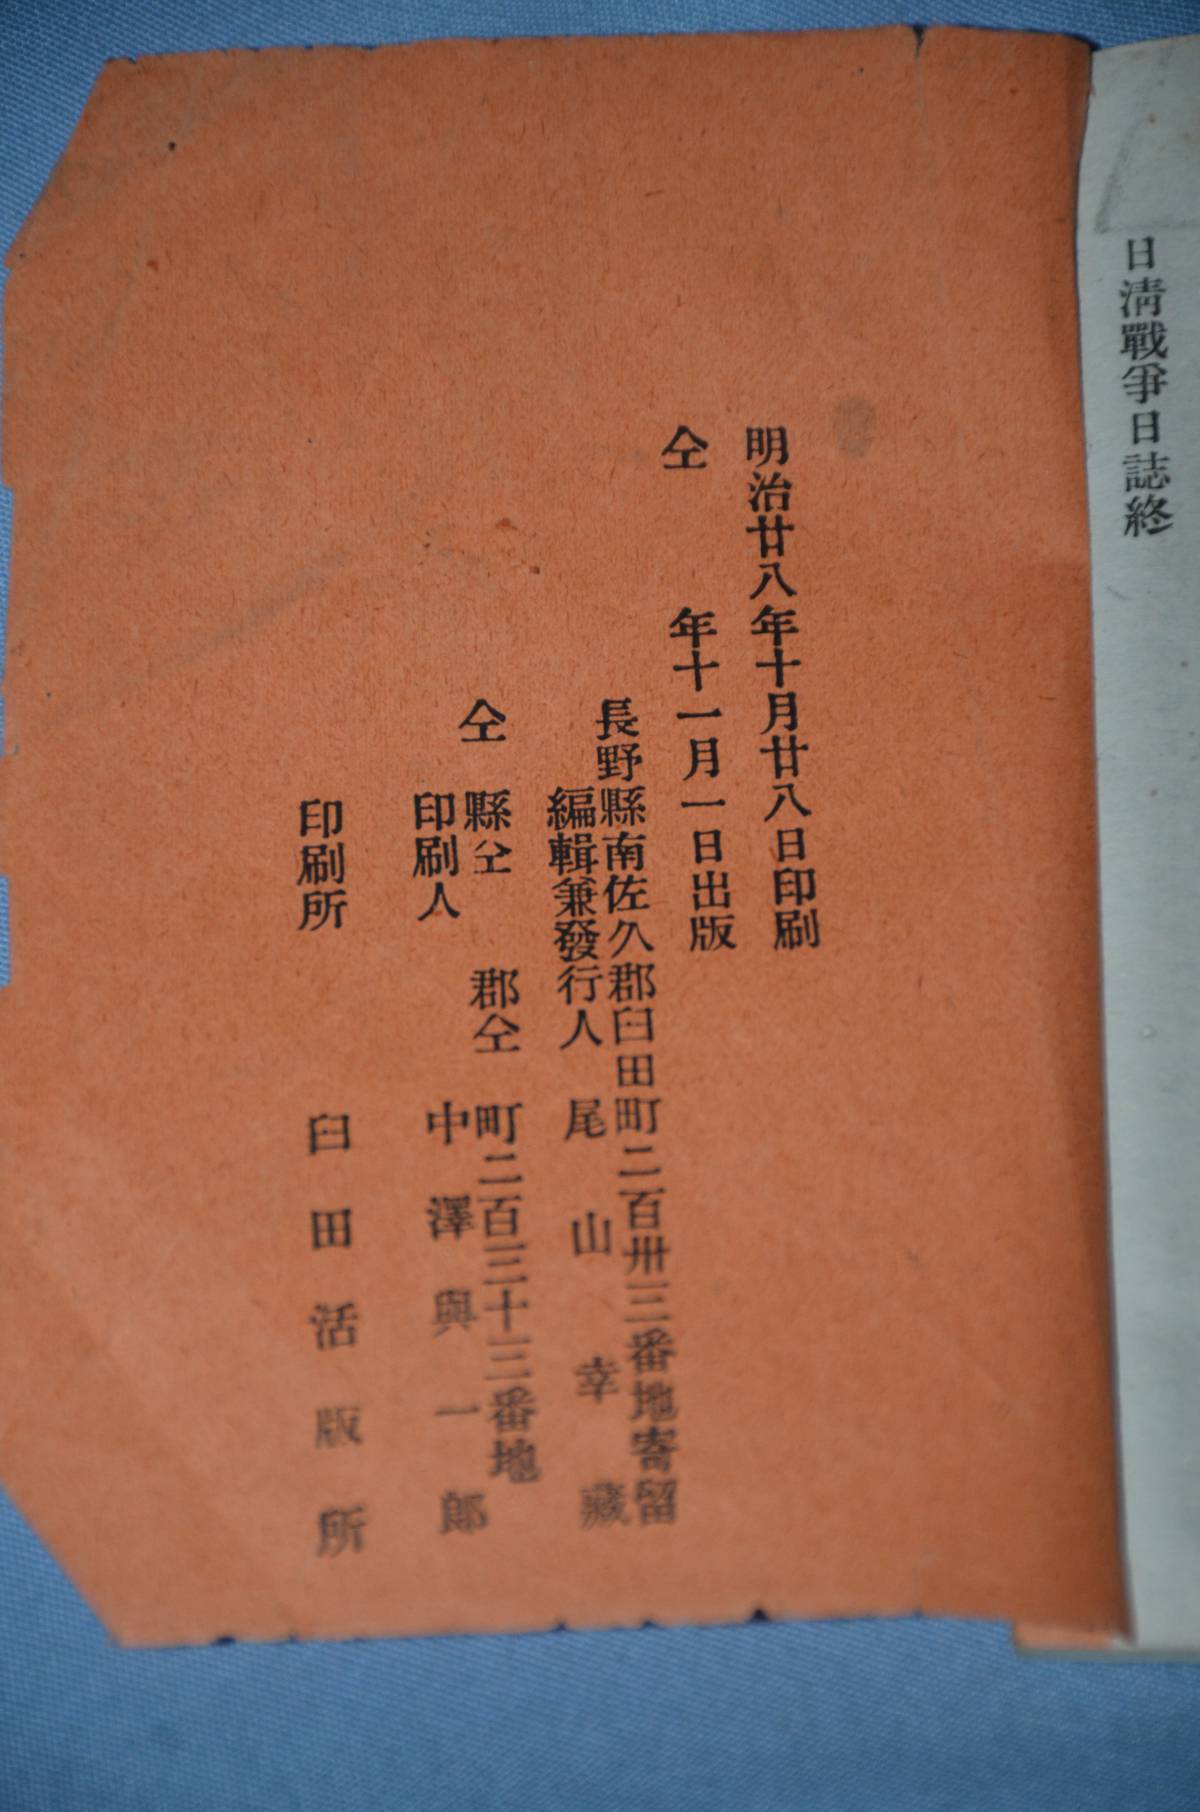 日清戰爭日誌終
明治廿八年十月廿八日印刷
仝年十一月一日出版
長野縣南佐久郡臼田町二百卅三番地寄留
編輯兼發行人 尾山幸藏
仝縣仝郡仝町二百三十三番地
印刷人 中澤與一郎
印刷所 臼田活版所